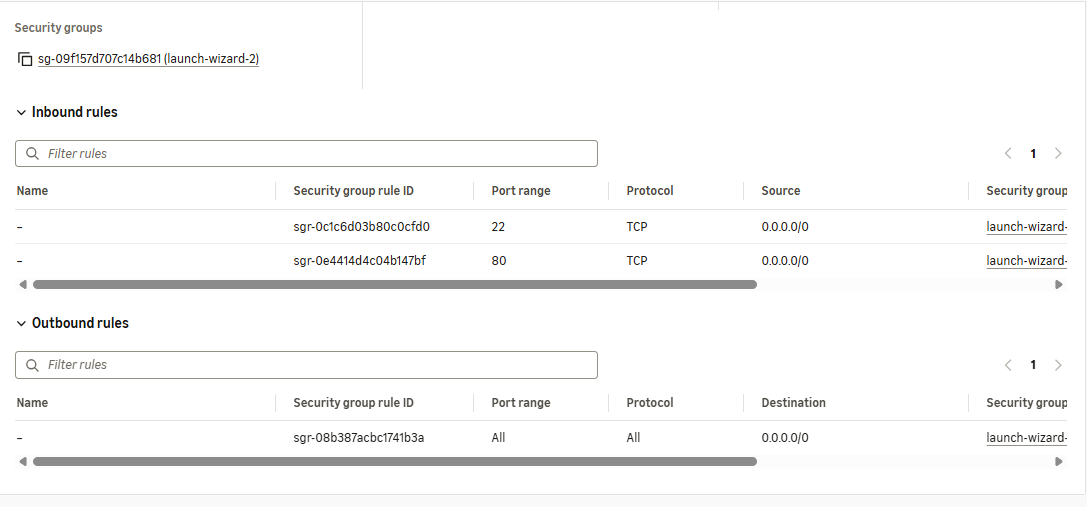 Security groups
sg-09f157d707c14b681 (launch-wizard-2)
Inbound rules
Filter rules
1
Name Security group rule ID Port range Protocol Source Security group
– sgr-0c1c6d03b80c0cfd0 22 TCP 0.0.0.0/0 launch-wizard-
– sgr-0e4414d4c04b147bf 80 TCP 0.0.0.0/0 launch-wizard-
Outbound rules
Filter rules
1
Name Security group rule ID Port range Protocol Destination Security group
– sgr-08b387acbc1741b3a All All 0.0.0.0/0 launch-wizard-